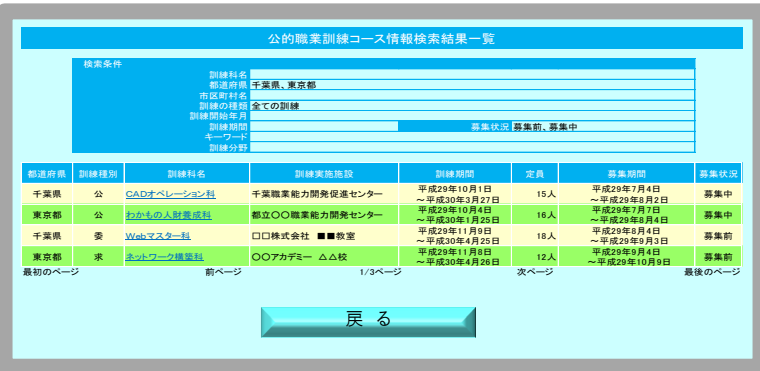 公的職業訓練コース情報検索結果一覧
検索条件
訓練科名
都道府県 千葉県、東京都
市区町村名
訓練の種類 全ての訓練
訓練開始年月
訓練期間 募集状況 募集前、募集中
キーワード
訓練分野
都道府県 訓練種別 訓練科名 訓練実施施設 訓練期間 定員 募集期間 募集状況
千葉県 公 CADオペレーション科 千葉職業能力開発促進センター 平成29年10月1日 ～平成30年3月27日 15人 平成29年7月4日 ～平成29年8月2日 募集中
東京都 公 わかもの人財養成科 都立〇〇職業能力開発センター 平成29年10月4日 ～平成30年1月25日 16人 平成29年7月7日 ～平成29年8月4日 募集中
千葉県 委 Webマスター科 □□株式会社 ■■教室 平成29年11月9日 ～平成30年4月25日 18人 平成29年8月4日 ～平成29年9月3日 募集前
東京都 求 ネットワーク構築科 〇〇アカデミー △△校 平成29年11月8日 ～平成30年4月26日 12人 平成29年9月4日 ～平成29年10月9日 募集前
最初のページ 前ページ 1/3ページ 次ページ 最後のページ
戻る